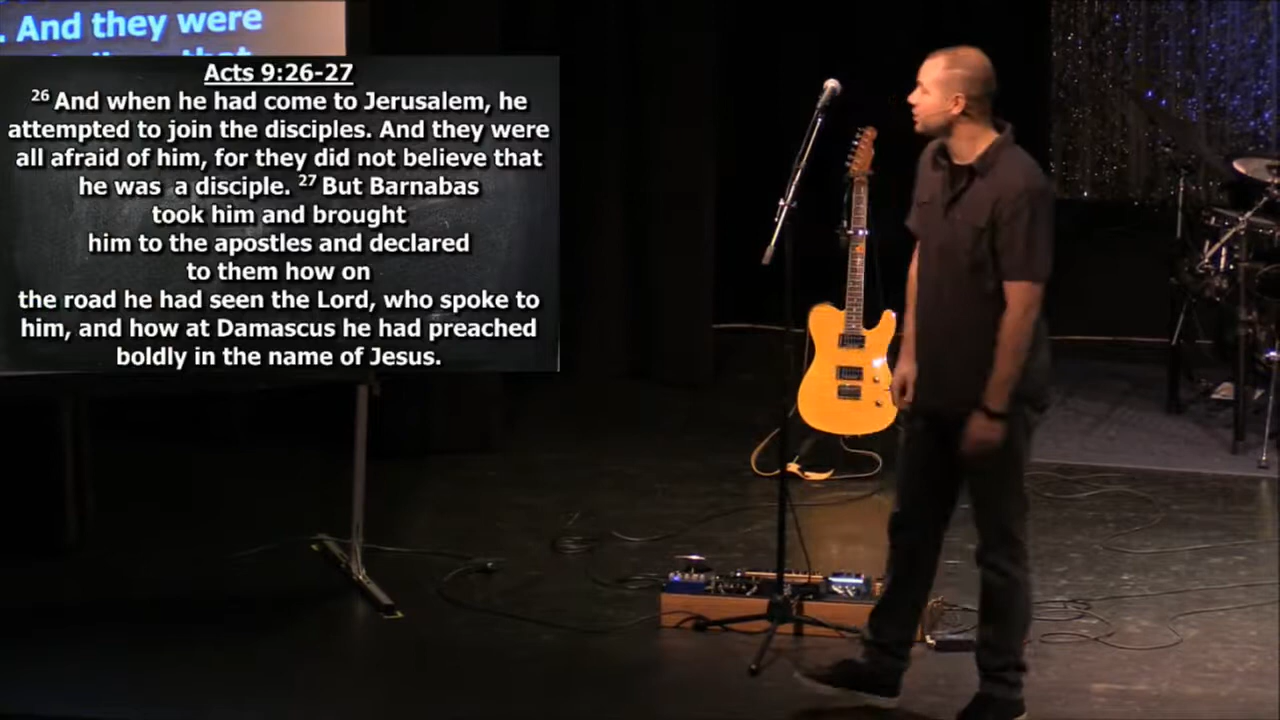 . And they were
that
Acts 9:26-27
26 And when he had come to Jerusalem, he
attempted to join the disciples. And they were
all afraid of him, for they did not believe that
he was a disciple. 27 But Barnabas
took him and brought
him to the apostles and declared
to them how on
the road he had seen the Lord, who spoke to
him, and how at Damascus he had preached
boldly in the name of Jesus.